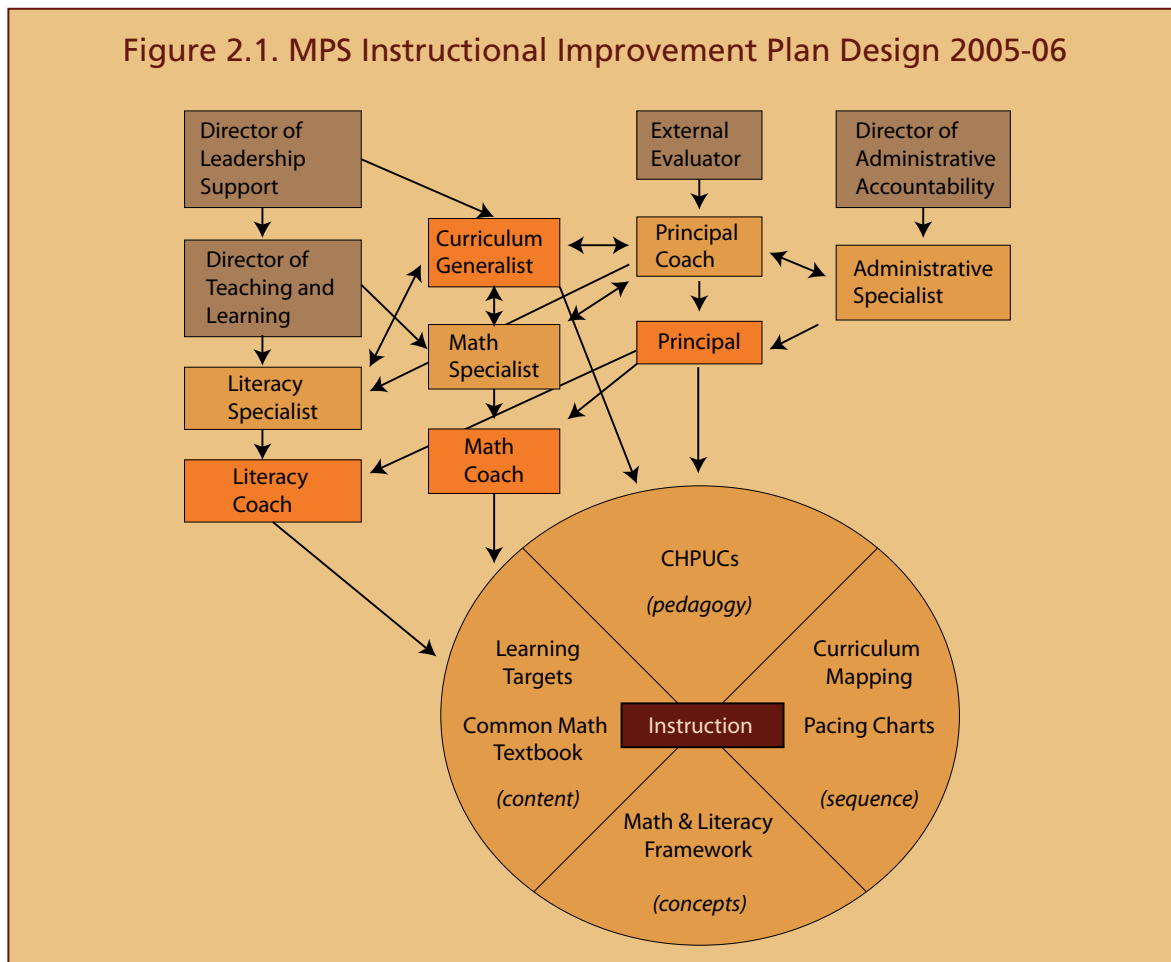 Figure 2.1. MPS Instructional Improvement Plan Design 2005-06
Director of
Leadership
Support
External
Evaluator
Director of
Administrative
Accountability
Curriculum
Generalist
Principal
Coach
Director of
Teaching and
Learning
Administrative
Specialist
Math
Specialist
Principal
Literacy
Specialist
Math
Coach
Literacy
Coach
CHPUCs
(pedagogy)
Learning
Targets
Common Math
Textbook
(content)
Instruction
Curriculum
Mapping
Pacing Charts
(sequence)
Math & Literacy
Framework
(concepts)